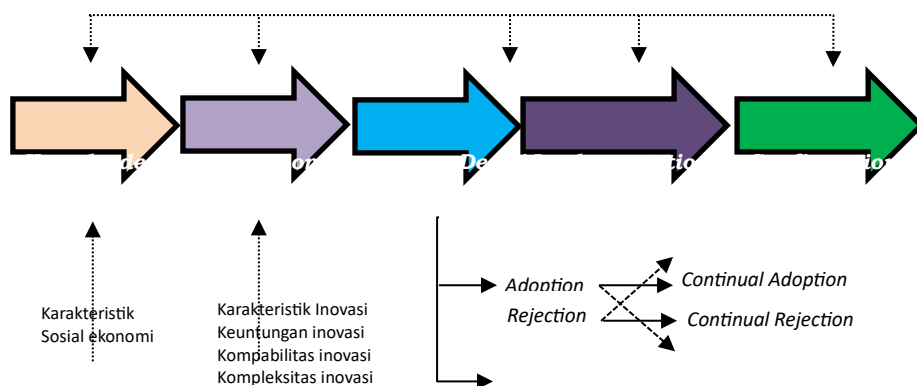 Karakteristik
Sosial ekonomi
Karakteristik Inovasi
Keuntungan inovasi
Kompabilitas inovasi
Kompleksitas inovasi
Adoption
Rejection
Continual Adoption
Continual Rejection